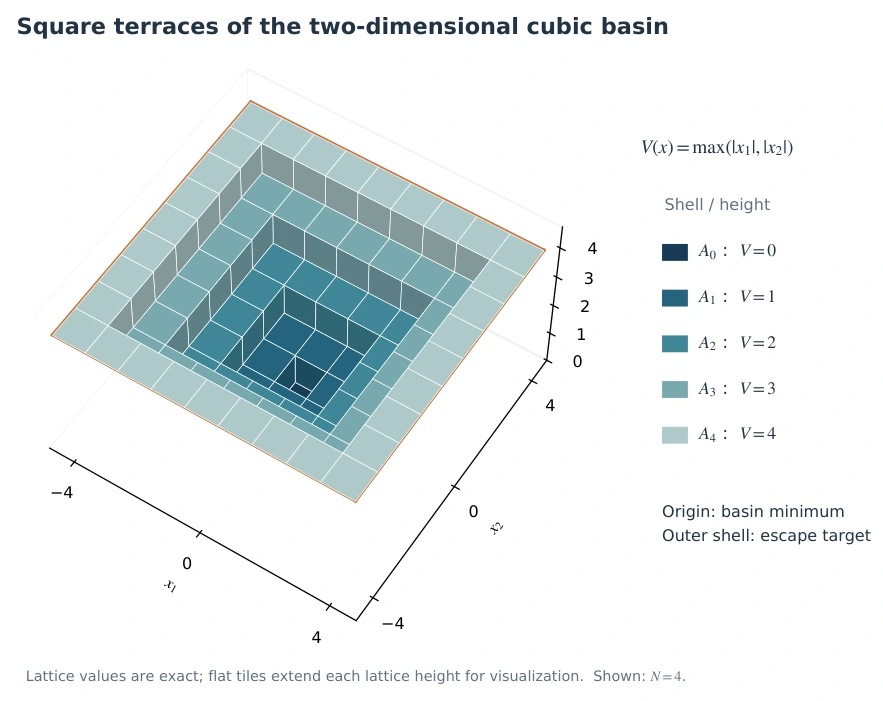 Square terraces of the two-dimensional cubic basin
V(x) = max(|x₁|, |x₂|)
Shell / height
A₀ : V = 0
A₁ : V = 1
A₂ : V = 2
A₃ : V = 3
A₄ : V = 4
Origin: basin minimum
Outer shell: escape target
4
3
2
1
0
4
0
−4
x₂
−4
0
4
x₁
Lattice values are exact; flat tiles extend each lattice height for visualization. Shown: N = 4.